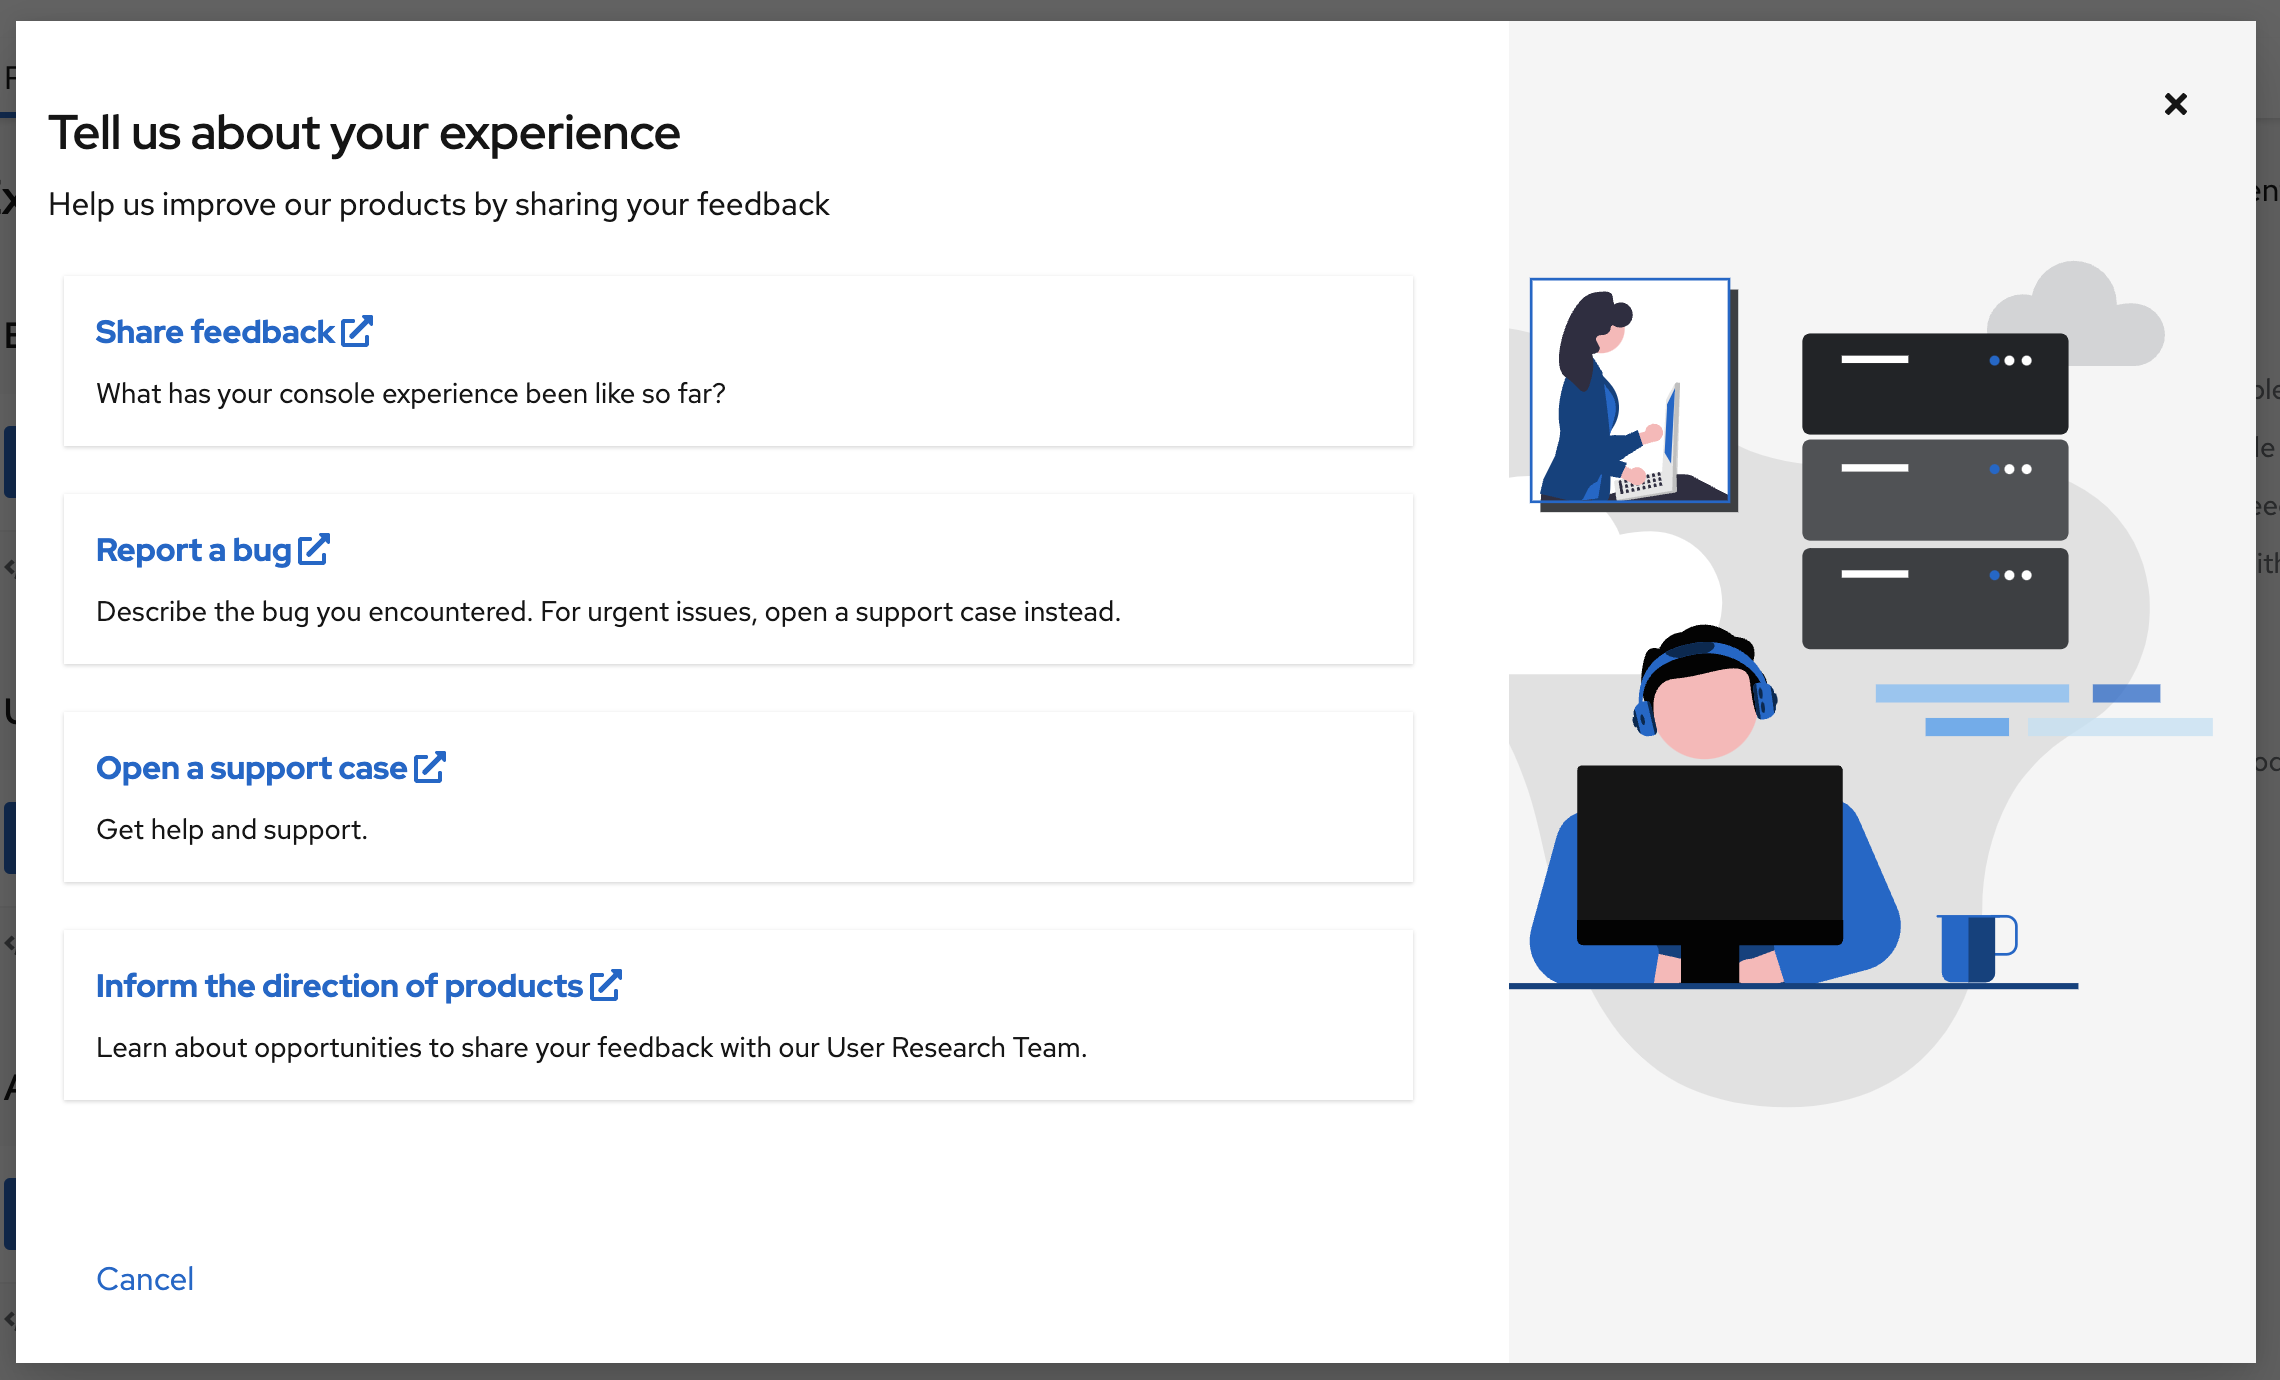 Tell us about your experience
Help us improve our products by sharing your feedback
Share feedback
What has your console experience been like so far?
Report a bug
Describe the bug you encountered. For urgent issues, open a support case instead.
Open a support case
Get help and support.
Inform the direction of products
Learn about opportunities to share your feedback with our User Research Team.
Cancel